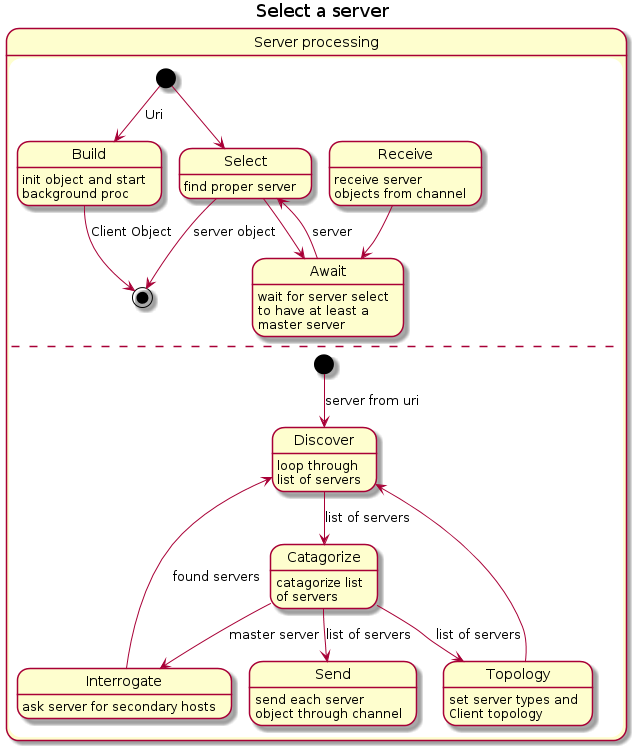 Select a server
Server processing
Uri
Build
init object and start
background proc
Select
find proper server
Receive
receive server
objects from channel
Client Object
server object
server
Await
wait for server select
to have at least a
master server
server from uri
Discover
loop through
list of servers
list of servers
Catagorize
catagorize list
of servers
found servers
master server
list of servers
list of servers
Interrogate
ask server for secondary hosts
Send
send each server
object through channel
Topology
set server types and
Client topology